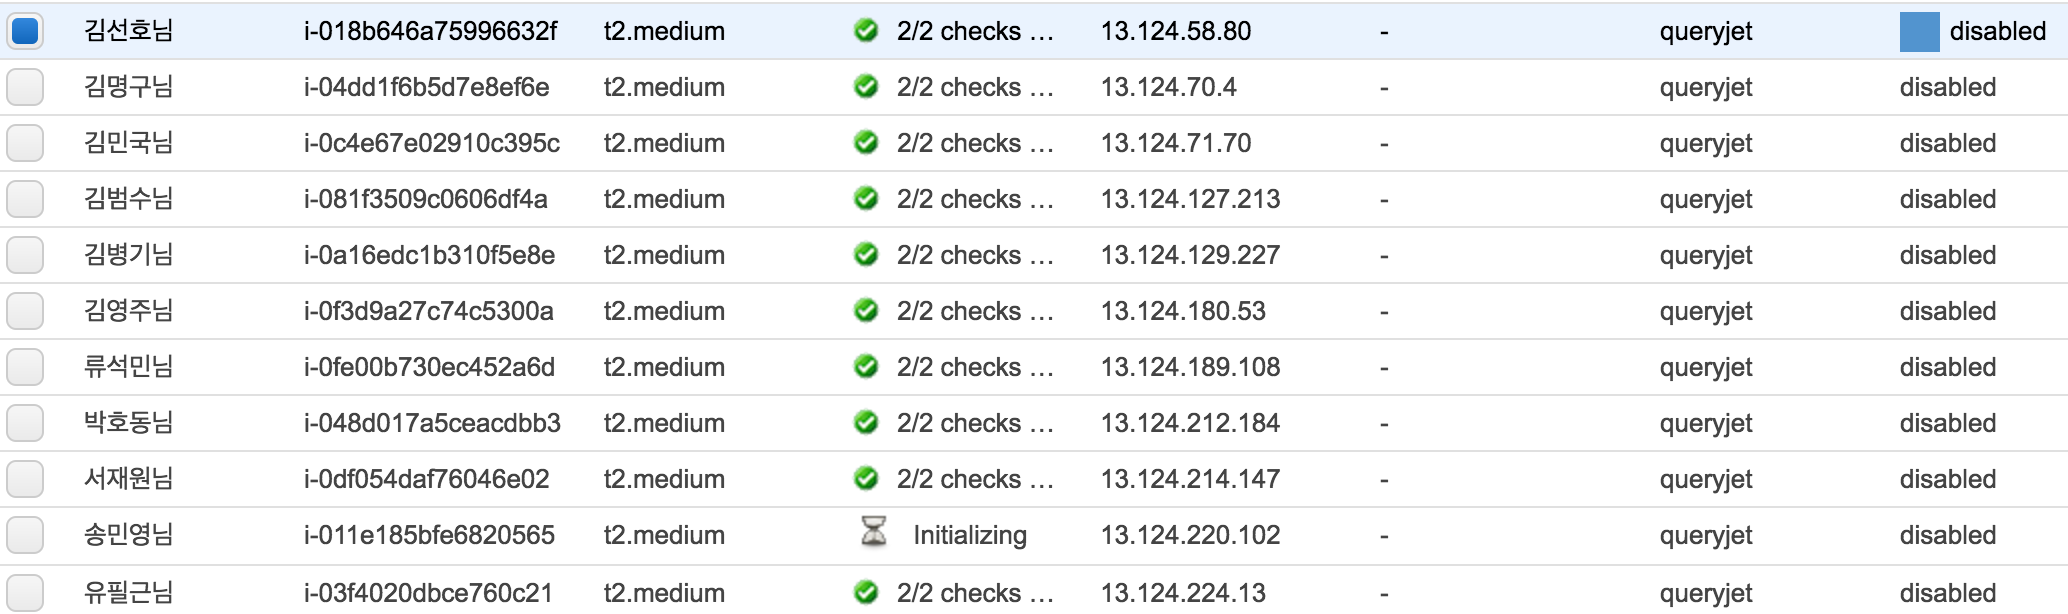 김선호님 i-018b646a75996632f t2.medium 2/2 checks … 13.124.58.80 - queryjet disabled
김명구님 i-04dd1f6b5d7e8ef6e t2.medium 2/2 checks … 13.124.70.4 - queryjet disabled
김민국님 i-0c4e67e02910c395c t2.medium 2/2 checks … 13.124.71.70 - queryjet disabled
김범수님 i-081f3509c0606df4a t2.medium 2/2 checks … 13.124.127.213 - queryjet disabled
김병기님 i-0a16edc1b310f5e8e t2.medium 2/2 checks … 13.124.129.227 - queryjet disabled
김영주님 i-0f3d9a27c74c5300a t2.medium 2/2 checks … 13.124.180.53 - queryjet disabled
류석민님 i-0fe00b730ec452a6d t2.medium 2/2 checks … 13.124.189.108 - queryjet disabled
박호동님 i-048d017a5ceacdbb3 t2.medium 2/2 checks … 13.124.212.184 - queryjet disabled
서재원님 i-0df054daf76046e02 t2.medium 2/2 checks … 13.124.214.147 - queryjet disabled
송민영님 i-011e185bfe6820565 t2.medium Initializing 13.124.220.102 - queryjet disabled
유필근님 i-03f4020dbce760c21 t2.medium 2/2 checks … 13.124.224.13 - queryjet disabled